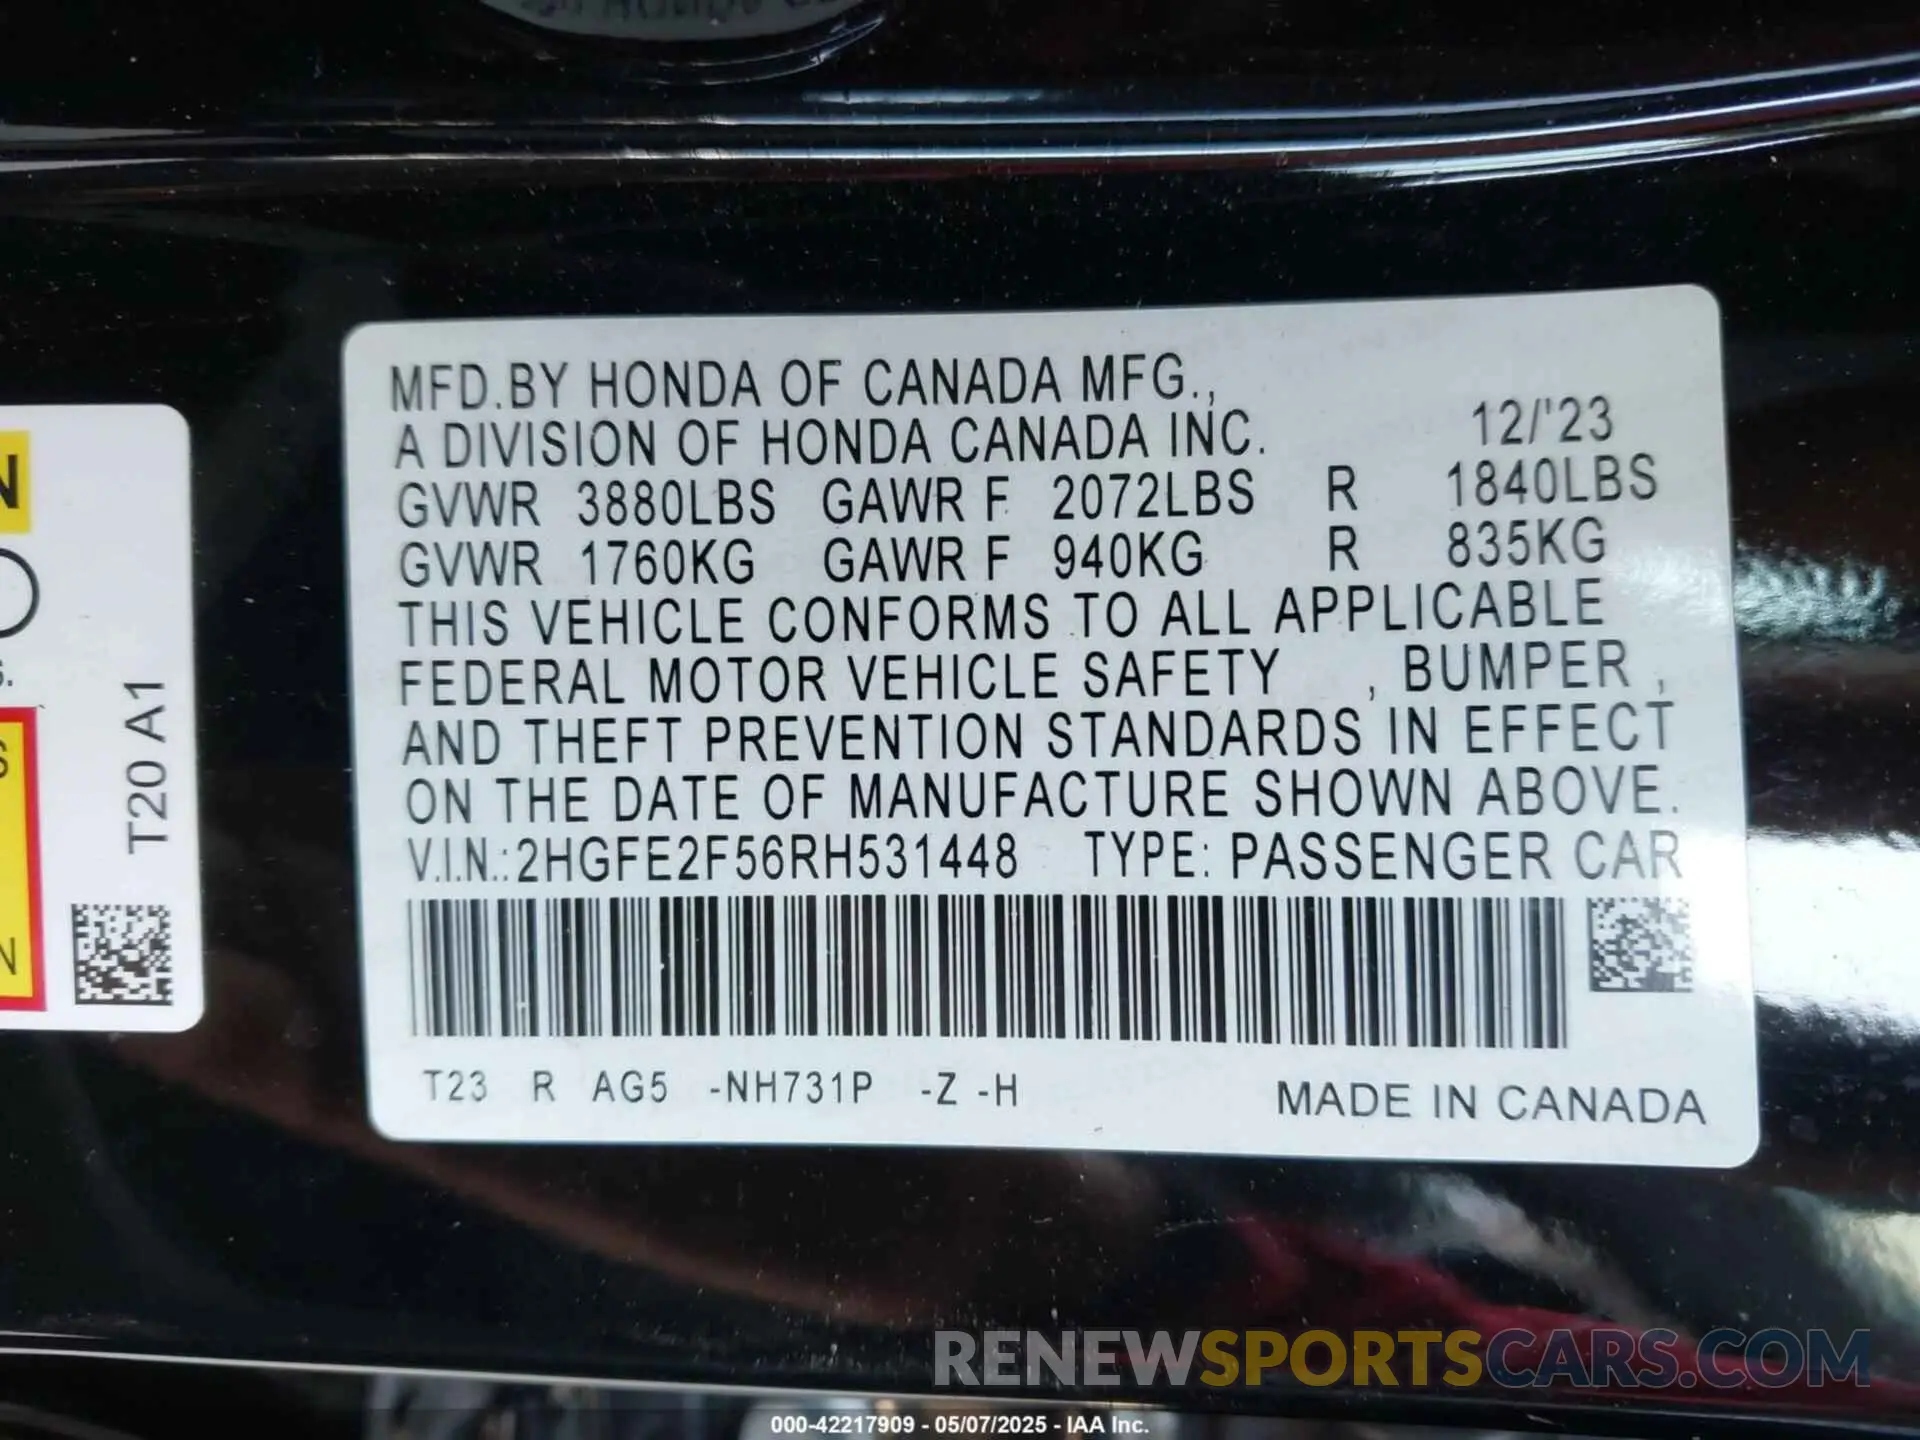 MFD.BY HONDA OF CANADA MFG.,
A DIVISION OF HONDA CANADA INC. 12/'23
GVWR 3880LBS GAWR F 2072LBS R 1840LBS
GVWR 1760KG GAWR F 940KG R 835KG
THIS VEHICLE CONFORMS TO ALL APPLICABLE
FEDERAL MOTOR VEHICLE SAFETY , BUMPER ,
AND THEFT PREVENTION STANDARDS IN EFFECT
ON THE DATE OF MANUFACTURE SHOWN ABOVE.
V.I.N.:2HGFE2F56RH531448 TYPE: PASSENGER CAR
T23 R AG5 -NH731P -Z -H MADE IN CANADA
T20 A1
RENEWSPORTSCARS.COM
000-42217909 - 05/07/2025 - IAA Inc.